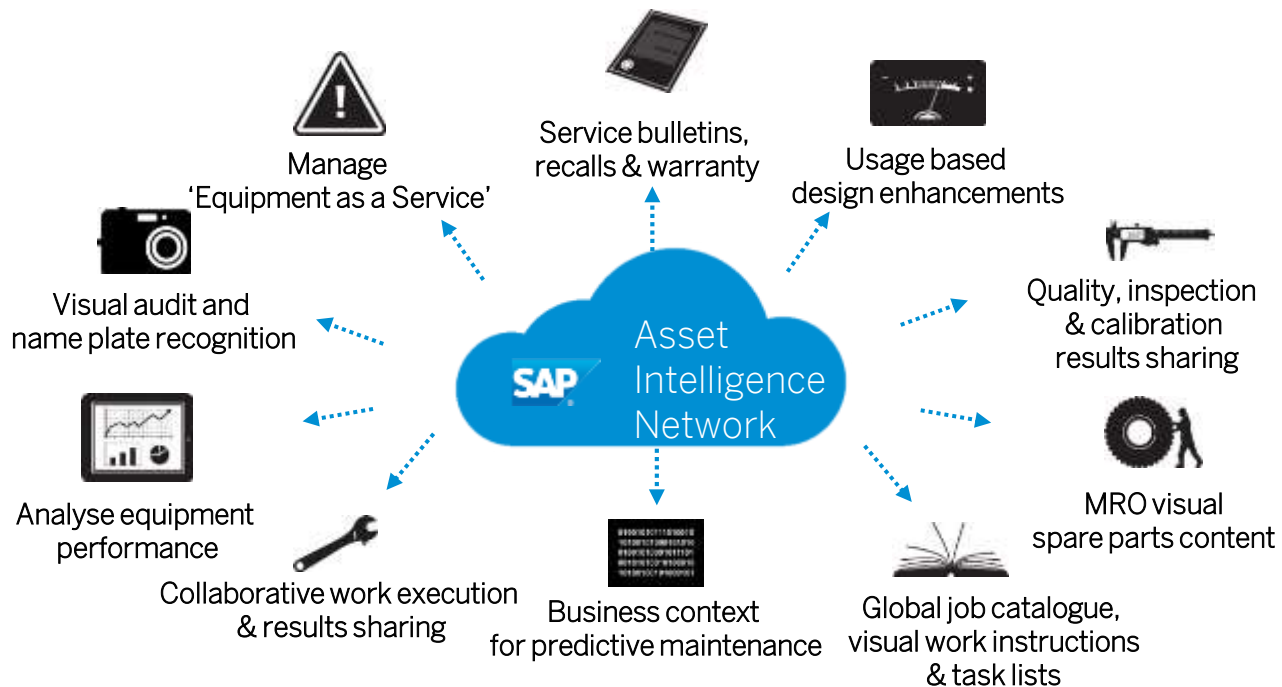 Service bulletins,
recalls & warranty
Manage
‘Equipment as a Service’
Usage based
design enhancements
Visual audit and
name plate recognition
Quality, inspection
& calibration
results sharing
SAP
®
Asset
Intelligence
Network
Analyse equipment
performance
MRO visual
spare parts content
Collaborative work execution
& results sharing
Business context
for predictive maintenance
Global job catalogue,
visual work instructions
& task lists